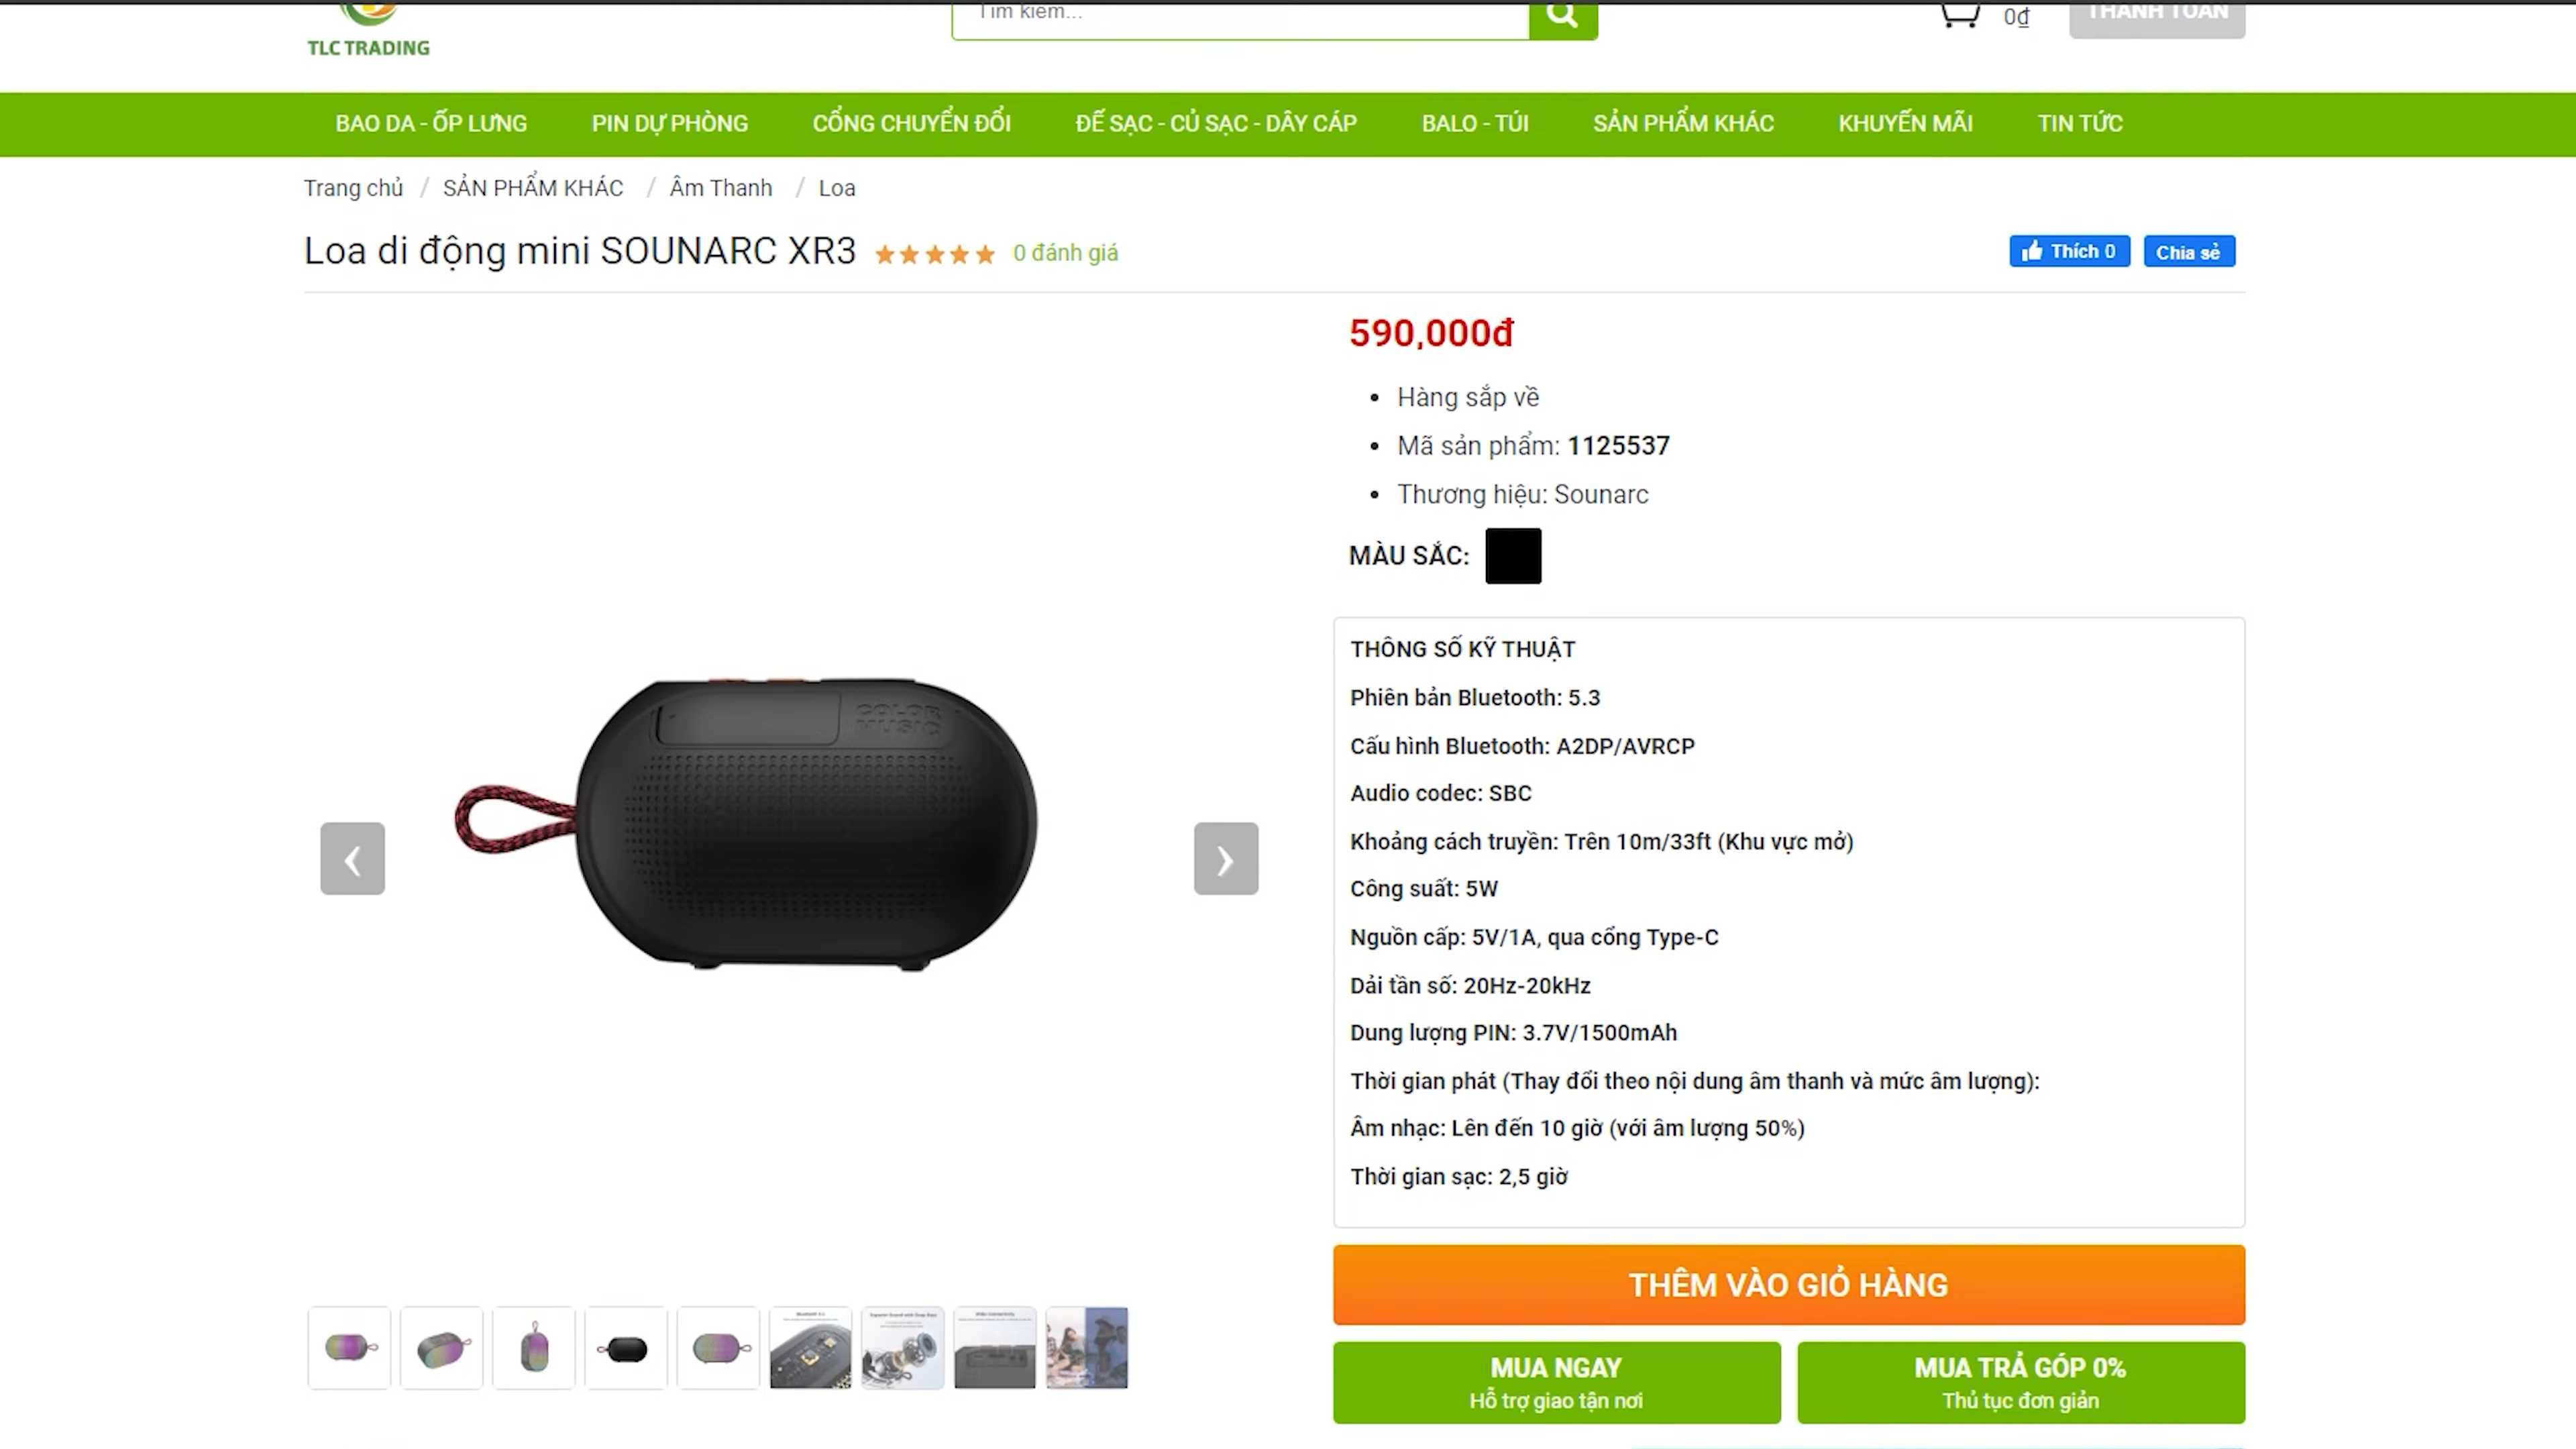 TLC TRADING
Tìm kiếm...
0₫
THANH TOÁN
BAO DA - ỐP LƯNG
PIN DỰ PHÒNG
CỔNG CHUYỂN ĐỔI
ĐẾ SẠC - CỦ SẠC - DÂY CÁP
BALO - TÚI
SẢN PHẨM KHÁC
KHUYẾN MÃI
TIN TỨC
Trang chủ / SẢN PHẨM KHÁC / Âm Thanh / Loa
Loa di động mini SOUNARC XR3
0 đánh giá
Thích 0
Chia sẻ
590,000đ
Hàng sắp về
Mã sản phẩm: 1125537
Thương hiệu: Sounarc
MÀU SẮC:
COLOR
MUSIC
THÔNG SỐ KỸ THUẬT
Phiên bản Bluetooth: 5.3
Cấu hình Bluetooth: A2DP/AVRCP
Audio codec: SBC
Khoảng cách truyền: Trên 10m/33ft (Khu vực mở)
Công suất: 5W
Nguồn cấp: 5V/1A, qua cổng Type-C
Dải tần số: 20Hz-20kHz
Dung lượng PIN: 3.7V/1500mAh
Thời gian phát (Thay đổi theo nội dung âm thanh và mức âm lượng):
Âm nhạc: Lên đến 10 giờ (với âm lượng 50%)
Thời gian sạc: 2,5 giờ
THÊM VÀO GIỎ HÀNG
MUA NGAY
Hỗ trợ giao tận nơi
MUA TRẢ GÓP 0%
Thủ tục đơn giản